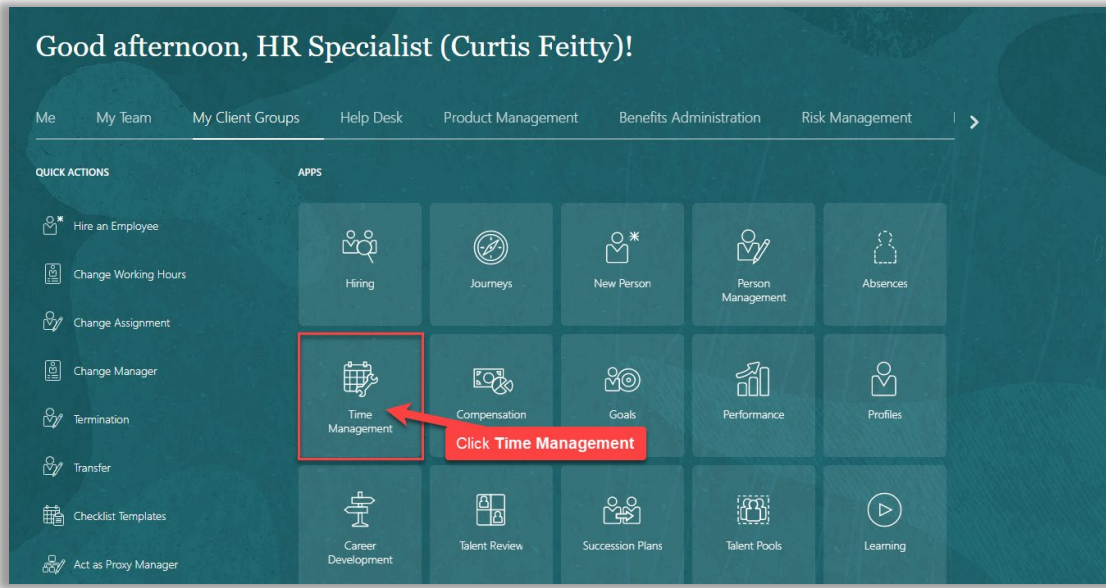 Good afternoon, HR Specialist (Curtis Feitty)!
Me My Team My Client Groups Help Desk Product Management Benefits Administration Risk Management
QUICK ACTIONS
APPS
Hire an Employee
Change Working Hours
Change Assignment
Change Manager
Termination
Transfer
Checklist Templates
Act as Proxy Manager
Hiring
Journeys
New Person
Person
Management
Absences
Time
Management
Compensation
Goals
Performance
Profiles
Click Time Management
Career
Development
Talent Review
Succession Plans
Talent Pools
Learning